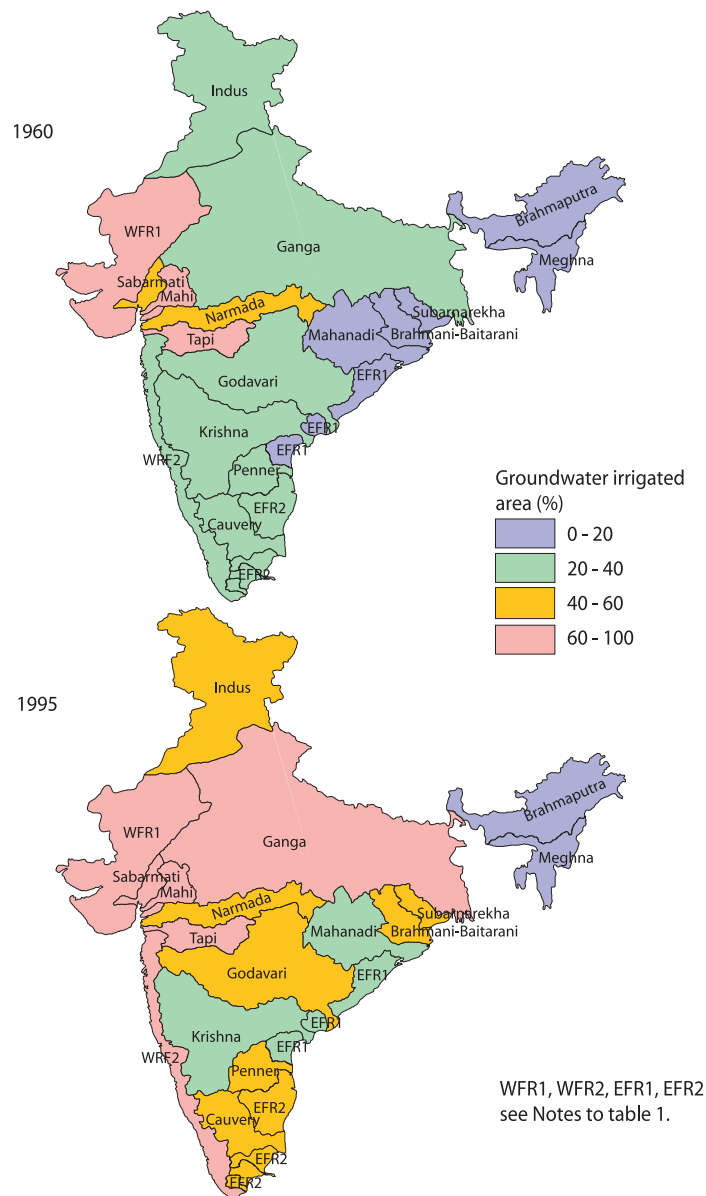 Indus
1960
Brahmaputra
WFR1
Ganga
Meghna
Sabarmati
Mahi
Narmada
Subarnarekha
Mahanadi
Brahmani-Baitarani
Tapi
EFR1
Godavari
EFR1
Krishna
EFR1
WRF2
Penner
EFR2
Cauvery
EFR2
Groundwater irrigated
area (%)
0 - 20
20 - 40
40 - 60
60 - 100
Indus
1995
Brahmaputra
WFR1
Ganga
Meghna
Sabarmati
Mahi
Narmada
Subarnarekha
Mahanadi
Brahmani-Baitarani
Tapi
Godavari
EFR1
EFR1
Krishna
EFR1
WRF2
Penner
EFR2
Cauvery
EFR2
EFR2
WFR1, WFR2, EFR1, EFR2
see Notes to table 1.